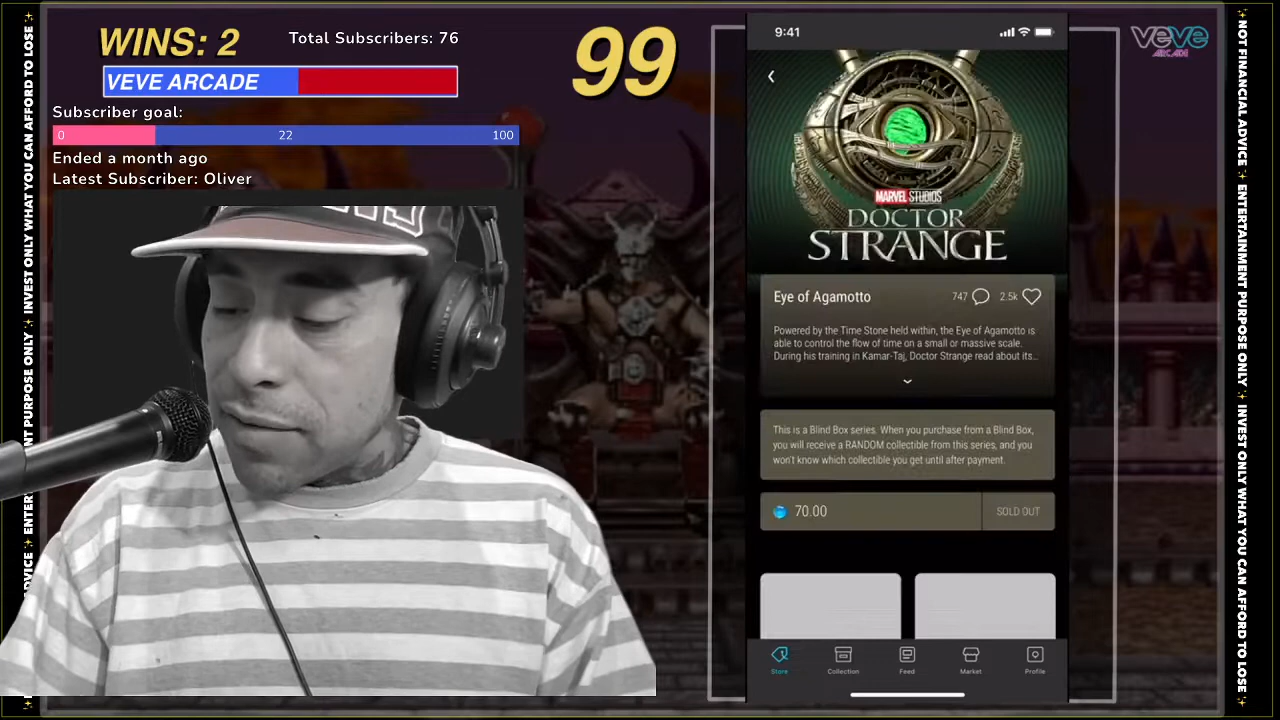 WINS: 2
Total Subscribers: 76
VEVE ARCADE
Subscriber goal:
0 22 100
Ended a month ago
Latest Subscriber: Oliver
99
9:41
MARVEL STUDIOS
DOCTOR
STRANGE
Eye of Agamotto
747
2.5k
Powered by the Time Stone held within, the Eye of Agamotto is
able to control the flow of time on a small or massive scale.
During his training in Kamar-Taj, Doctor Strange read about its...
This is a Blind Box series. When you purchase from a Blind Box,
you will receive a RANDOM collectible from this series, and you
won't know which collectible you get until after payment.
70.00
SOLD OUT
Store
Collection
Feed
Market
Profile
veve
ARCADE
INVEST ONLY WHAT YOU CAN AFFORD TO LOSE
NT PURPOSE ONLY
ENTER
DVICE
NOT FINANCIAL ADVICE
ENTERTAINMENT PURPOSE ONLY
INVEST ONLY WHAT YOU CAN AFFORD TO LOSE